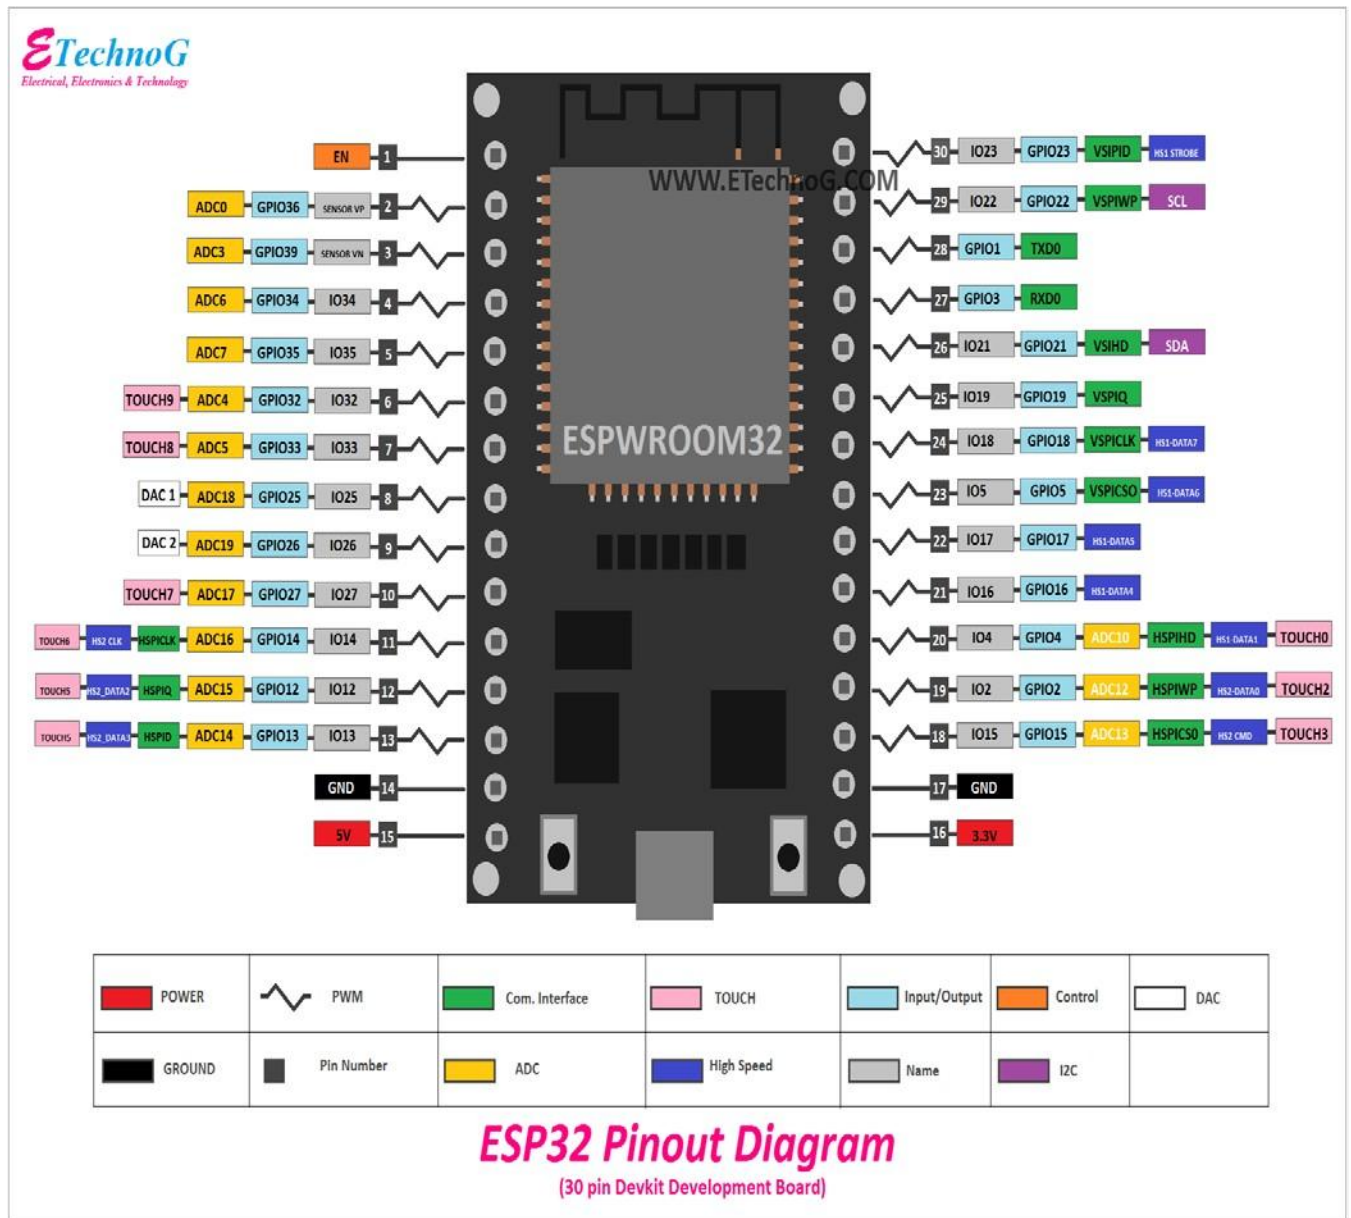 ETechnoG
Electrical, Electronics & Technology
WWW.ETechnoG.COM
ESPWROOM32
EN 1
ADC0 GPIO36 SENSOR VP 2
ADC3 GPIO39 SENSOR VN 3
ADC6 GPIO34 IO34 4
ADC7 GPIO35 IO35 5
TOUCH9 ADC4 GPIO32 IO32 6
TOUCH8 ADC5 GPIO33 IO33 7
DAC 1 ADC18 GPIO25 IO25 8
DAC 2 ADC19 GPIO26 IO26 9
TOUCH7 ADC17 GPIO27 IO27 10
TOUCH6 HS2 CLK HSPICLK ADC16 GPIO14 IO14 11
TOUCH5 HS2_DATA2 HSPIQ ADC15 GPIO12 IO12 12
TOUCH5 HS2_DATA3 HSPID ADC14 GPIO13 IO13 13
GND 14
5V 15
30 IO23 GPIO23 VSIPID HS1 STROBE
29 IO22 GPIO22 VSPIWP SCL
28 GPIO1 TXD0
27 GPIO3 RXD0
26 IO21 GPIO21 VSIHD SDA
25 IO19 GPIO19 VSPIQ
24 IO18 GPIO18 VSPICLK HS1-DATA7
23 IO5 GPIO5 VSPICSO HS1-DATA6
22 IO17 GPIO17 HS1-DATA5
21 IO16 GPIO16 HS1-DATA4
20 IO4 GPIO4 ADC10 HSPIHD HS1-DATA1 TOUCH0
19 IO2 GPIO2 ADC12 HSPIWP HS2-DATA0 TOUCH2
18 IO15 GPIO15 ADC13 HSPICS0 HS2 CMD TOUCH3
17 GND
16 3.3V
POWER PWM Com. Interface TOUCH Input/Output Control DAC
GROUND Pin Number ADC High Speed Name I2C
ESP32 Pinout Diagram
(30 pin Devkit Development Board)